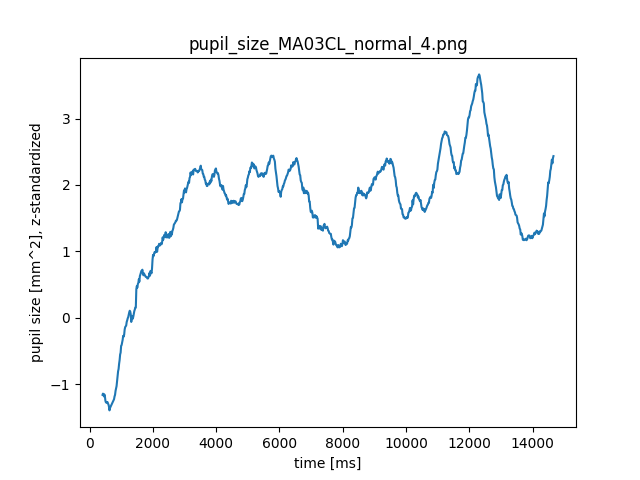 pupil_size_MA03CL_normal_4.png
pupil size [mm^2], z-standardized
3
2
1
0
−1
0 2000 4000 6000 8000 10000 12000 14000
time [ms]